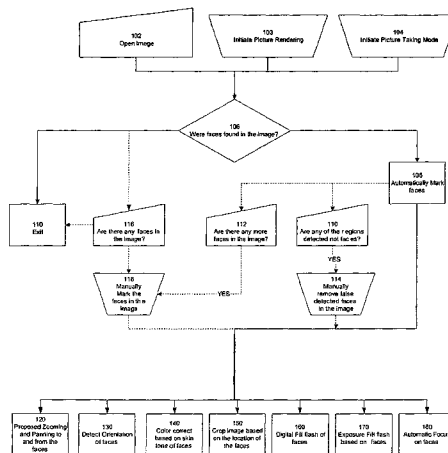 102
Open Image
103
Initiate Picture Rendering
104
Initiate Picture Taking Mode
106
Were faces found in the image?
105
Automatically Mark
faces
110
Exit
116
Are there any faces in
the image?
112
Are there any more
faces in the image?
110
Are any of the regions
detected not faces?
YES
118
Manually
Mark the
faces in the
image
YES
114
Manually
remove false
detected faces
in the image
120
Proposed Zooming
and Panning to
and from the
faces
130
Detect Orientation
of faces
140
Color correct
based on skin
tone of faces
150
Crop image based
on the location of
the faces
160
Digital Fill flash of
faces
170
Exposure Fill flash
based on faces
180
Automatic Focus
on faces